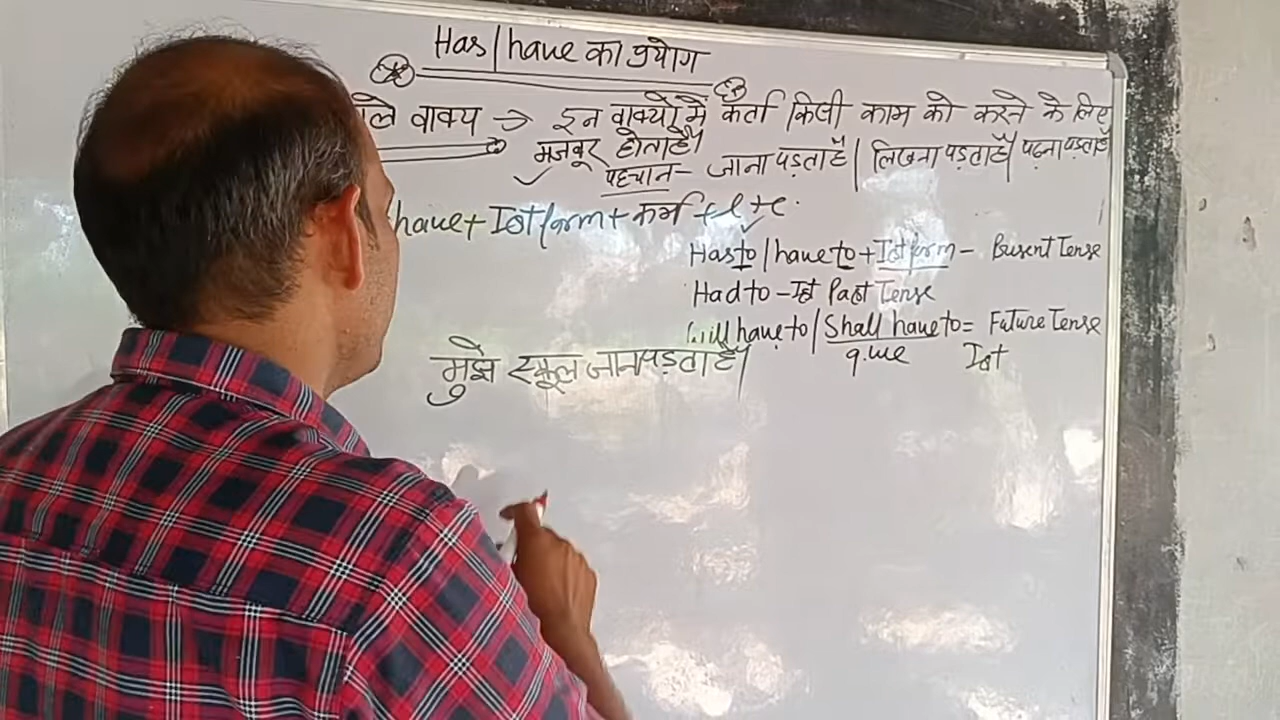 Has/have का प्रयोग
वाक्य → इन वाक्यों में कर्ता किसी काम को करने के लिए
मजबूर होता है।
पहचान - जाना पड़ता है / लिखना पड़ता है / पढ़ना पड़ता है
have + Ist form + कर्म +
Has to / have to + Ist form - Present Tense
Had to - Ist Past Tense
Will have to / Shall have to = Future Tense
Ist
मुझे स्कूल जाना पड़ता है।